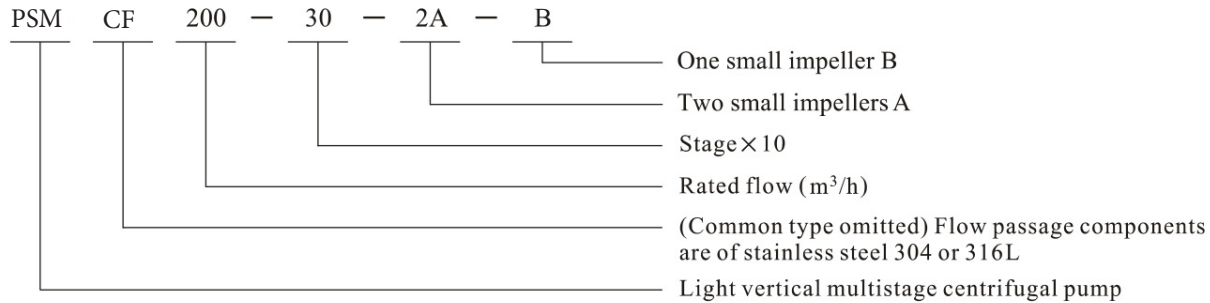 PSM CF 200 — 30 — 2A — B
One small impeller B
Two small impellers A
Stage×10
Rated flow (m³/h)
(Common type omitted) Flow passage components
are of stainless steel 304 or 316L
Light vertical multistage centrifugal pump